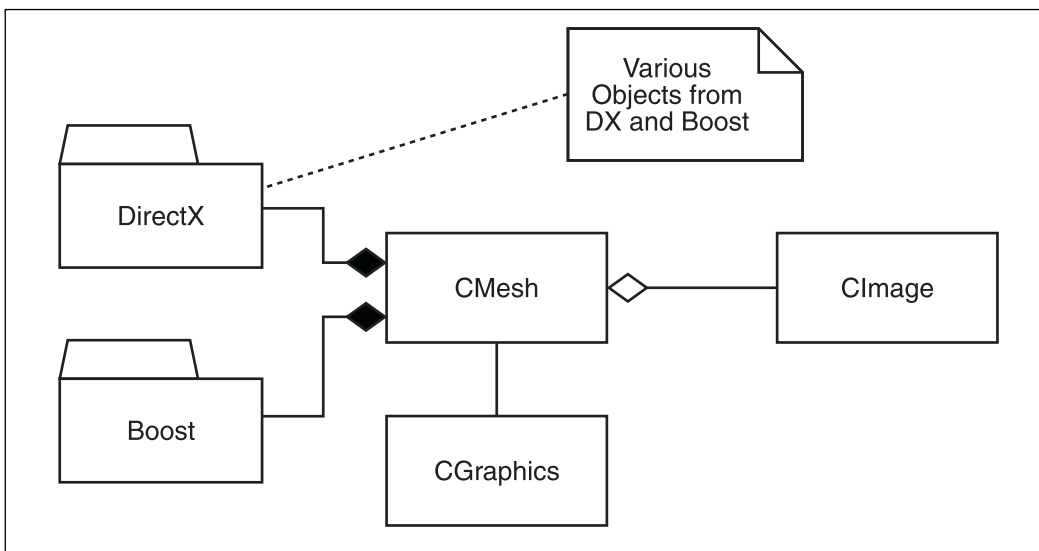 Various
Objects from
DX and Boost
DirectX
CMesh
CImage
Boost
CGraphics